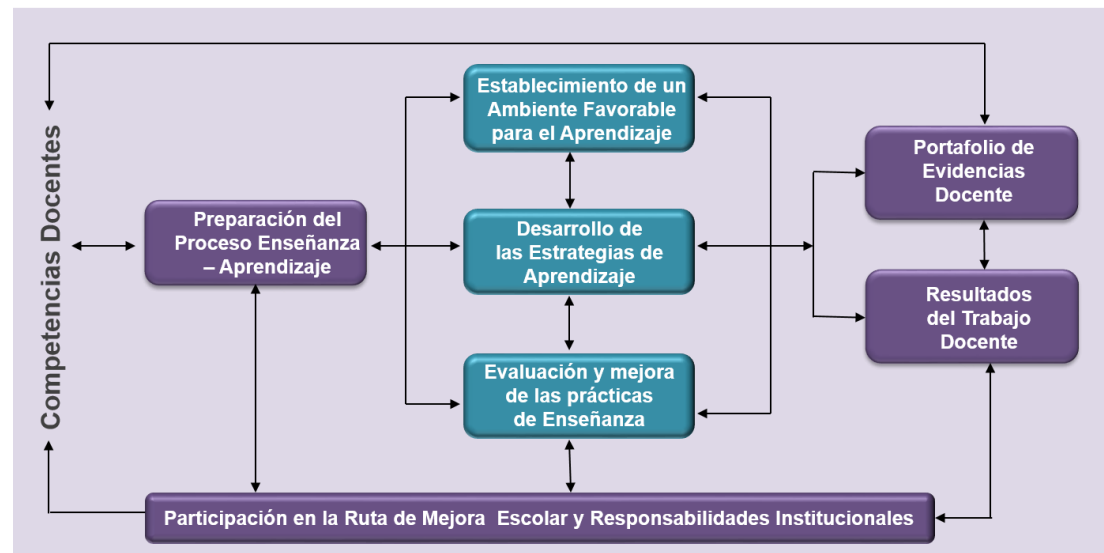 Competencias Docentes
Preparación del
Proceso Enseñanza
– Aprendizaje
Establecimiento de un
Ambiente Favorable
para el Aprendizaje
Desarrollo de
las Estrategias de
Aprendizaje
Evaluación y mejora
de las prácticas
de Enseñanza
Portafolio de
Evidencias
Docente
Resultados
del Trabajo
Docente
Participación en la Ruta de Mejora Escolar y Responsabilidades Institucionales